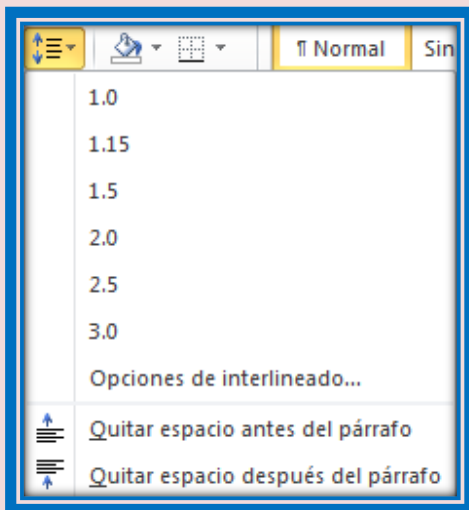 ¶ Normal Sin
1.0
1.15
1.5
2.0
2.5
3.0
Opciones de interlineado...
Quitar espacio antes del párrafo
Quitar espacio después del párrafo